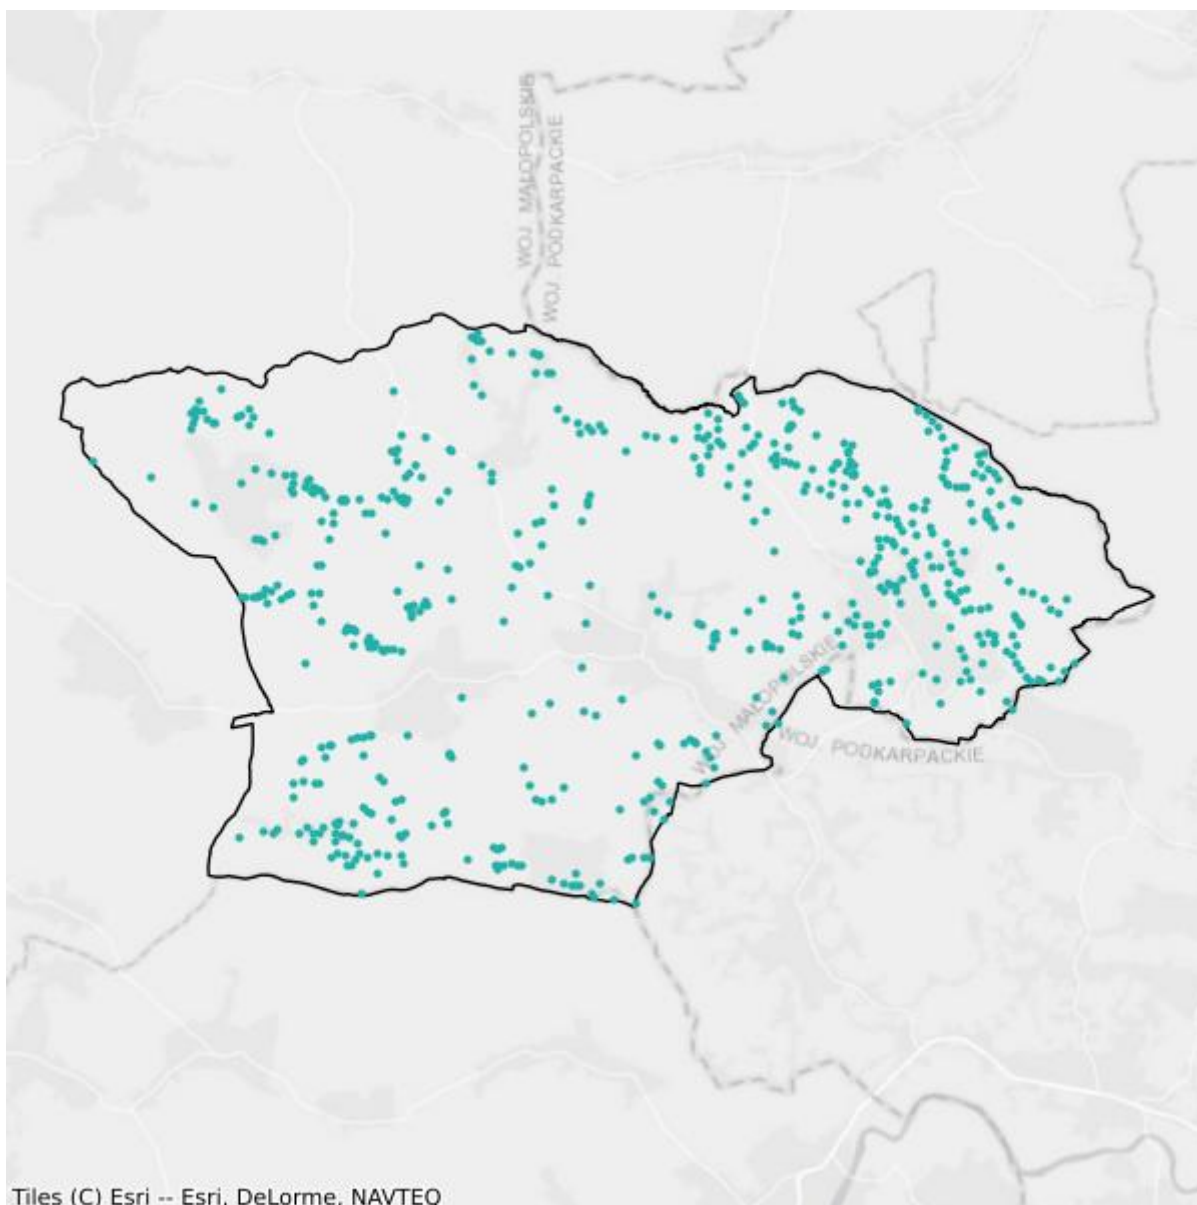 WOJ. MAŁOPOLSKIE
WOJ. PODKARPACKIE
WOJ. MAŁOPOLSKIE
WOJ. PODKARPACKIE
Tiles (C) Esri -- Esri, DeLorme, NAVTEQ